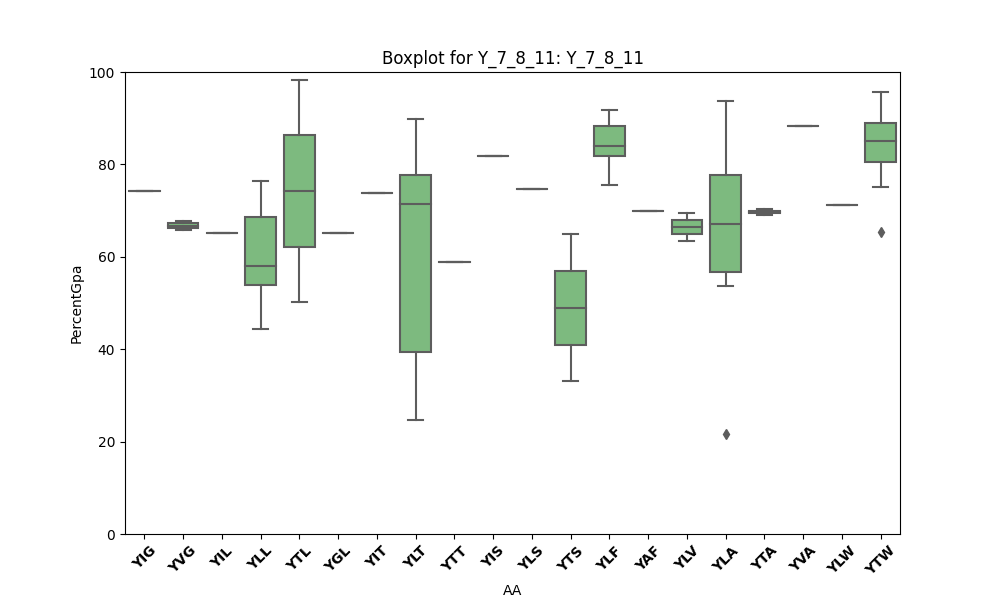 Boxplot for Y_7_8_11: Y_7_8_11
100
80
60
40
20
0
PercentGpa
YIG YVG YIL YLL YTL YGL YIT YLT YTT YIS YLS YTS YLF YAF YLV YLA YTA YVA YLW YTW
AA